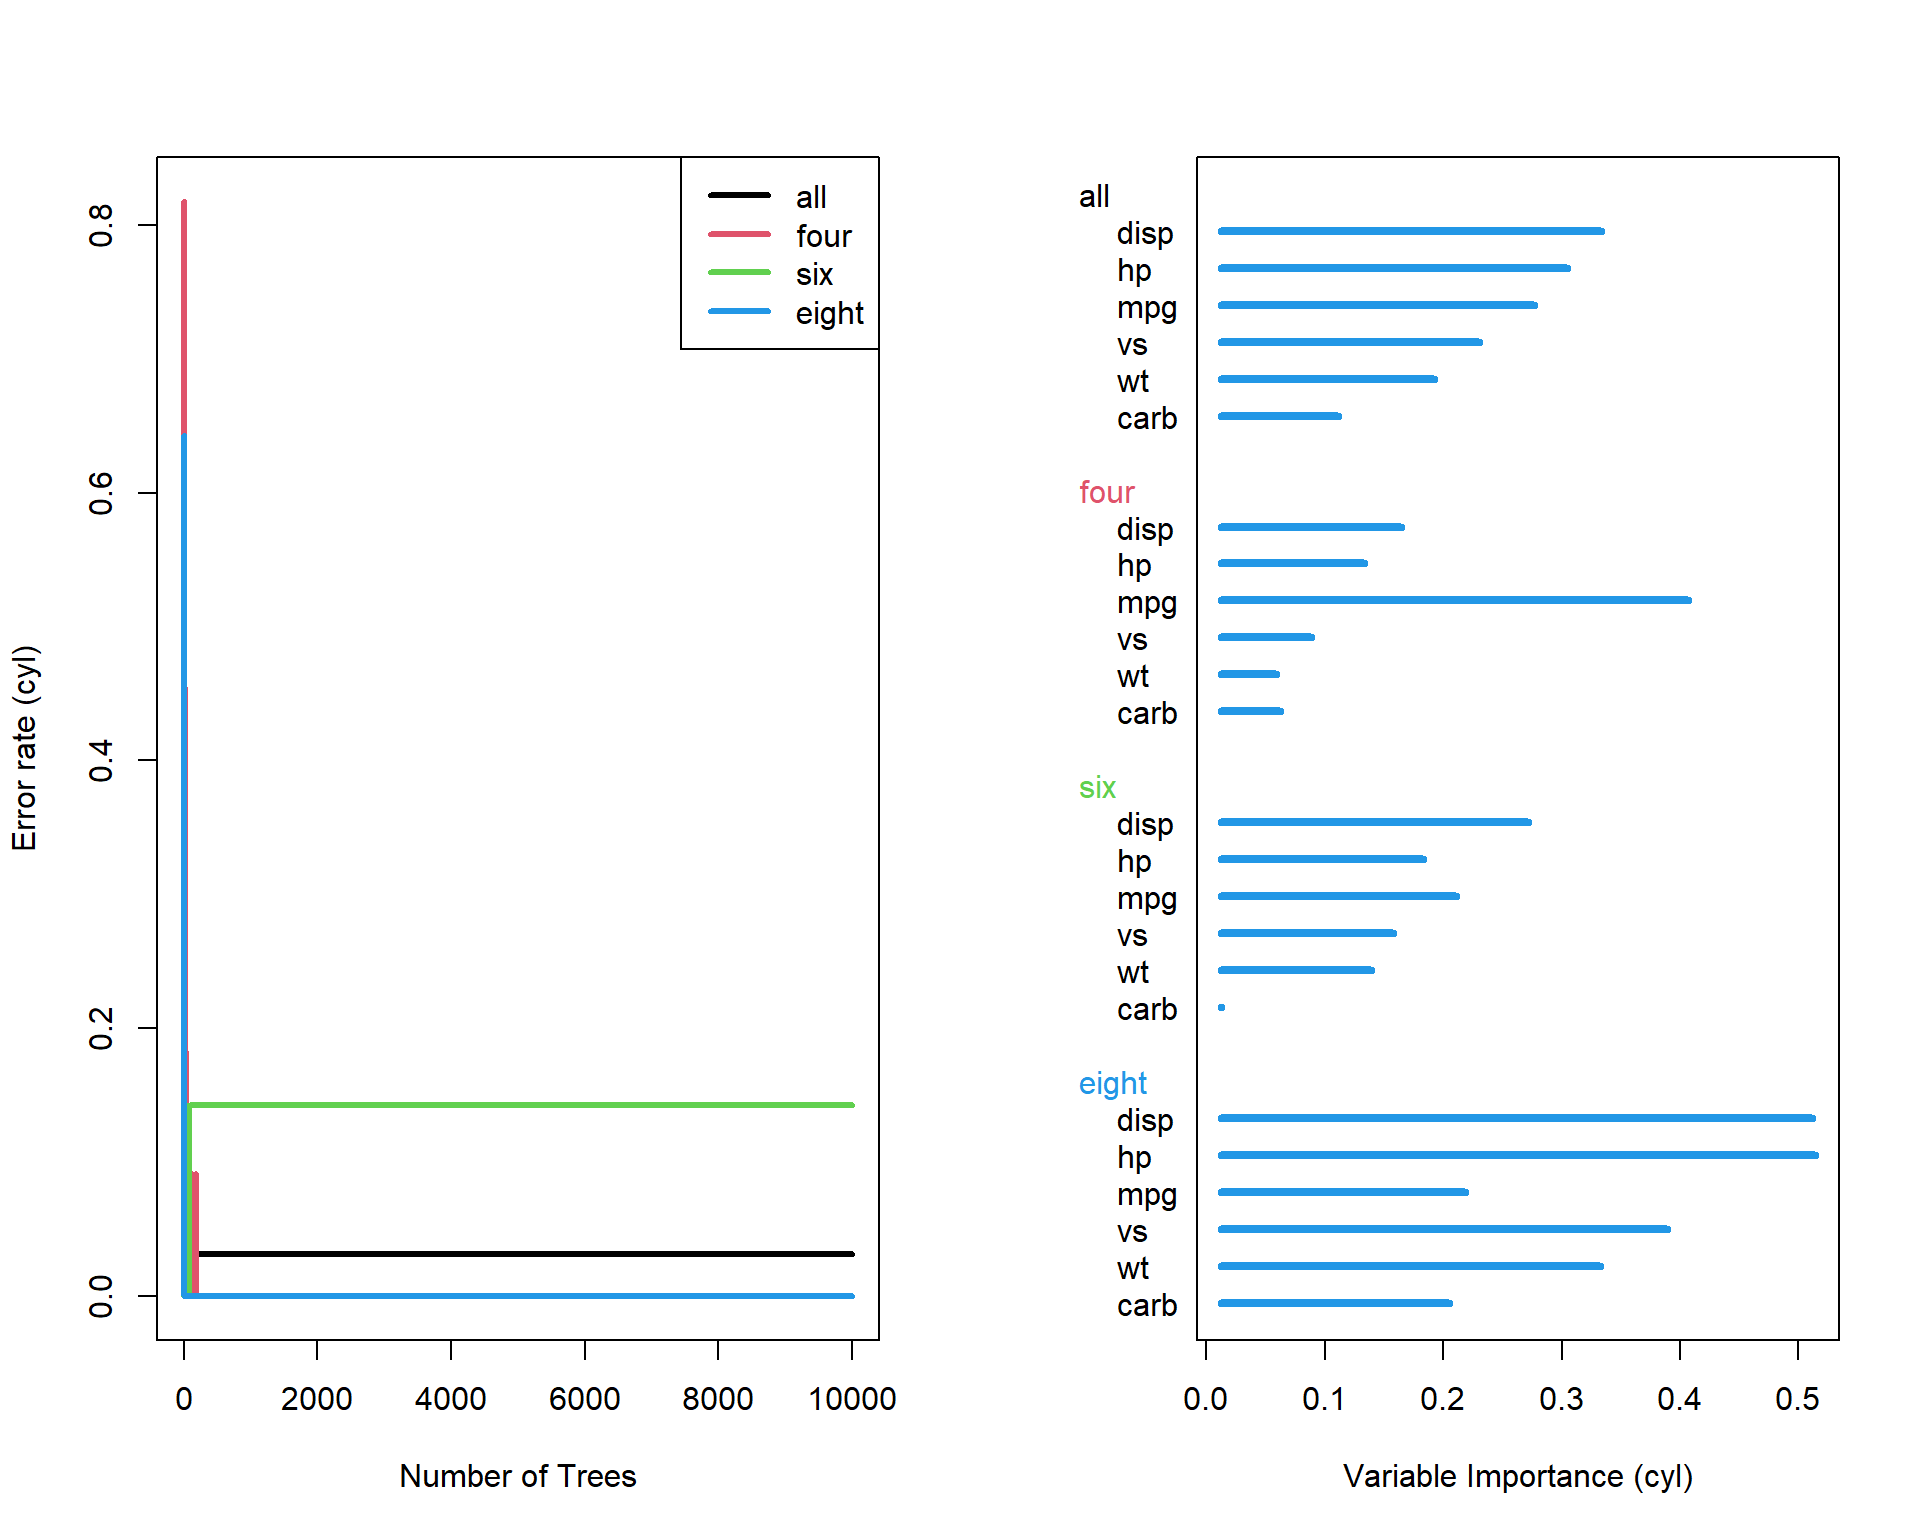 all
four
six
eight
Error rate (cyl)
0.8
0.6
0.4
0.2
0.0
0 2000 4000 6000 8000 10000
Number of Trees
all
disp
hp
mpg
vs
wt
carb
four
disp
hp
mpg
vs
wt
carb
six
disp
hp
mpg
vs
wt
carb
eight
disp
hp
mpg
vs
wt
carb
0.0 0.1 0.2 0.3 0.4 0.5
Variable Importance (cyl)